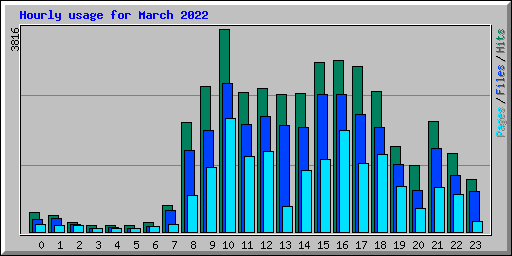 Hourly usage for March 2022
3816
Pages/Files/Hits
0 1 2 3 4 5 6 7 8 9 10 11 12 13 14 15 16 17 18 19 20 21 22 23